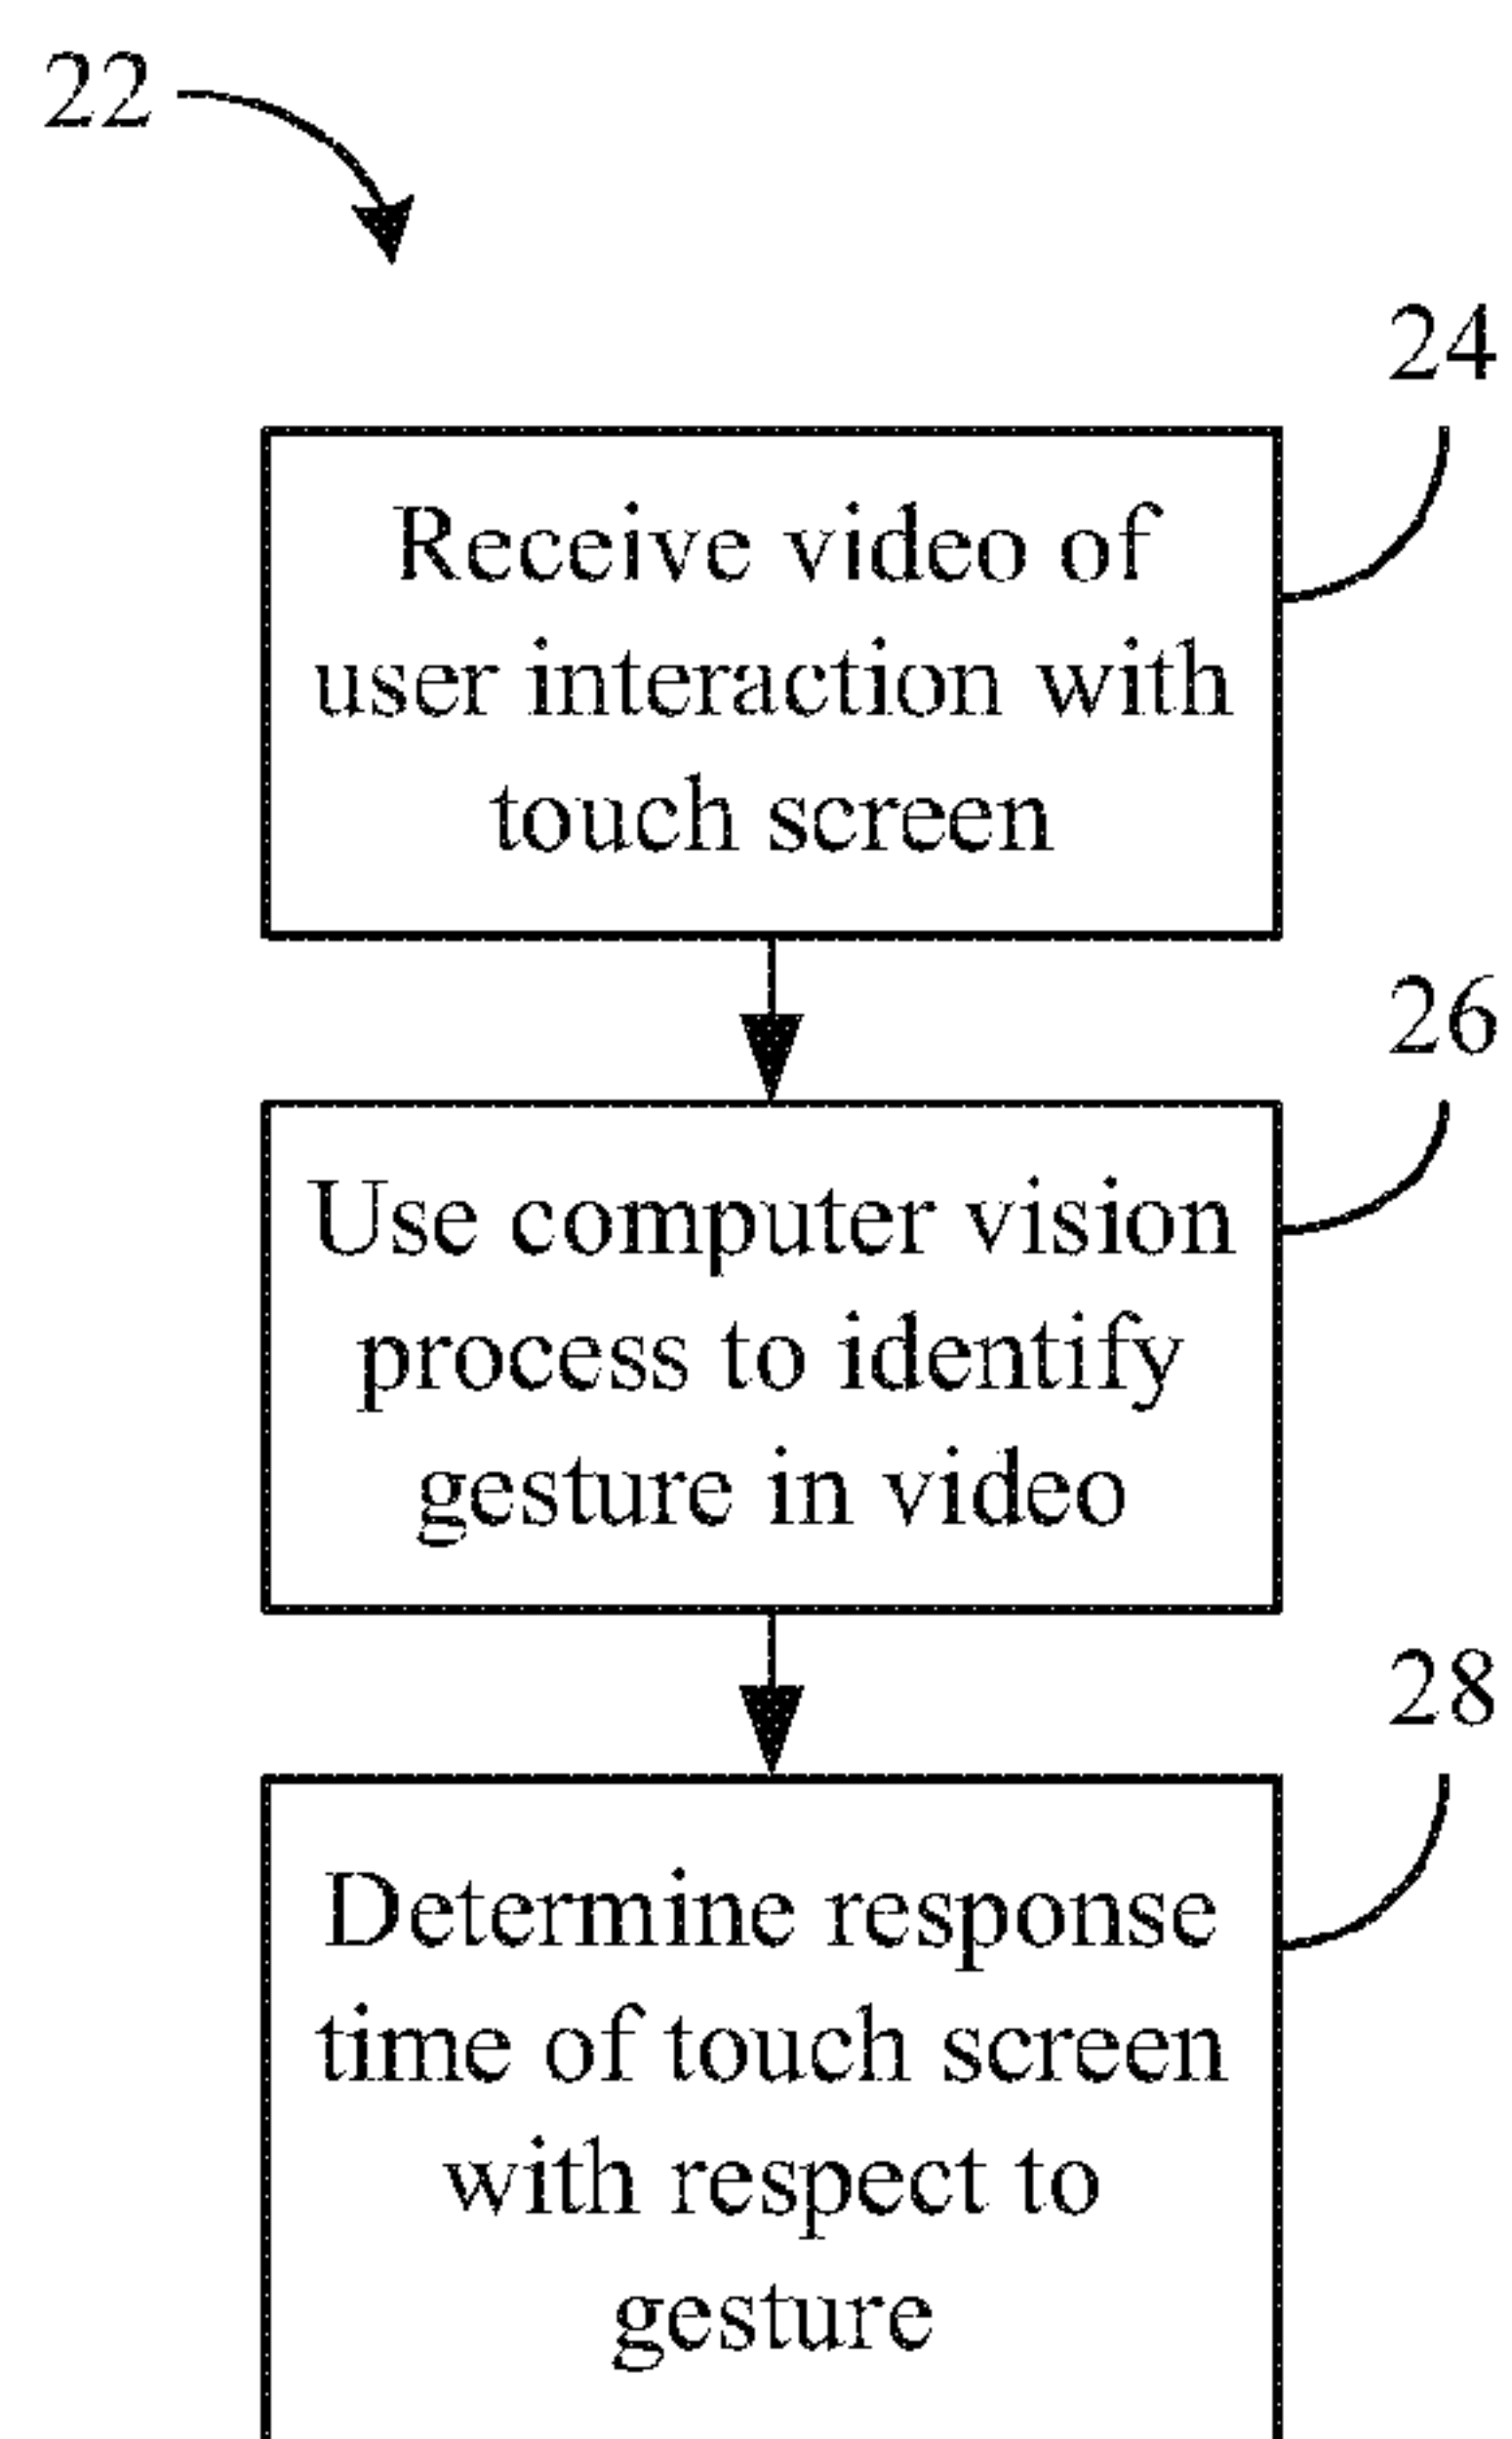 22
24
Receive video of
user interaction with
touch screen
26
Use computer vision
process to identify
gesture in video
28
Determine response
time of touch screen
with respect to
gesture